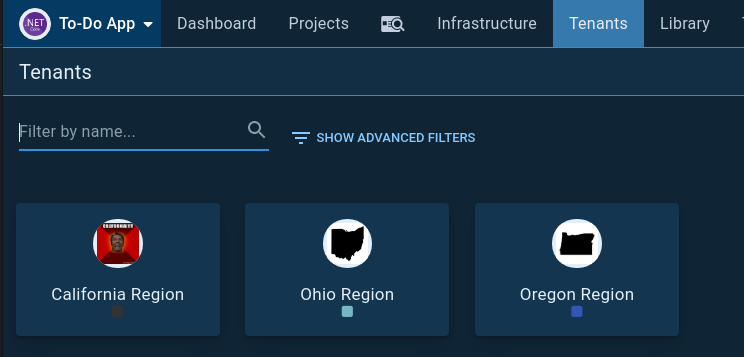 .NET
Core
To-Do App
Dashboard
Projects
Infrastructure
Tenants
Library
Tenants
Filter by name...
SHOW ADVANCED FILTERS
California Region
Ohio Region
Oregon Region